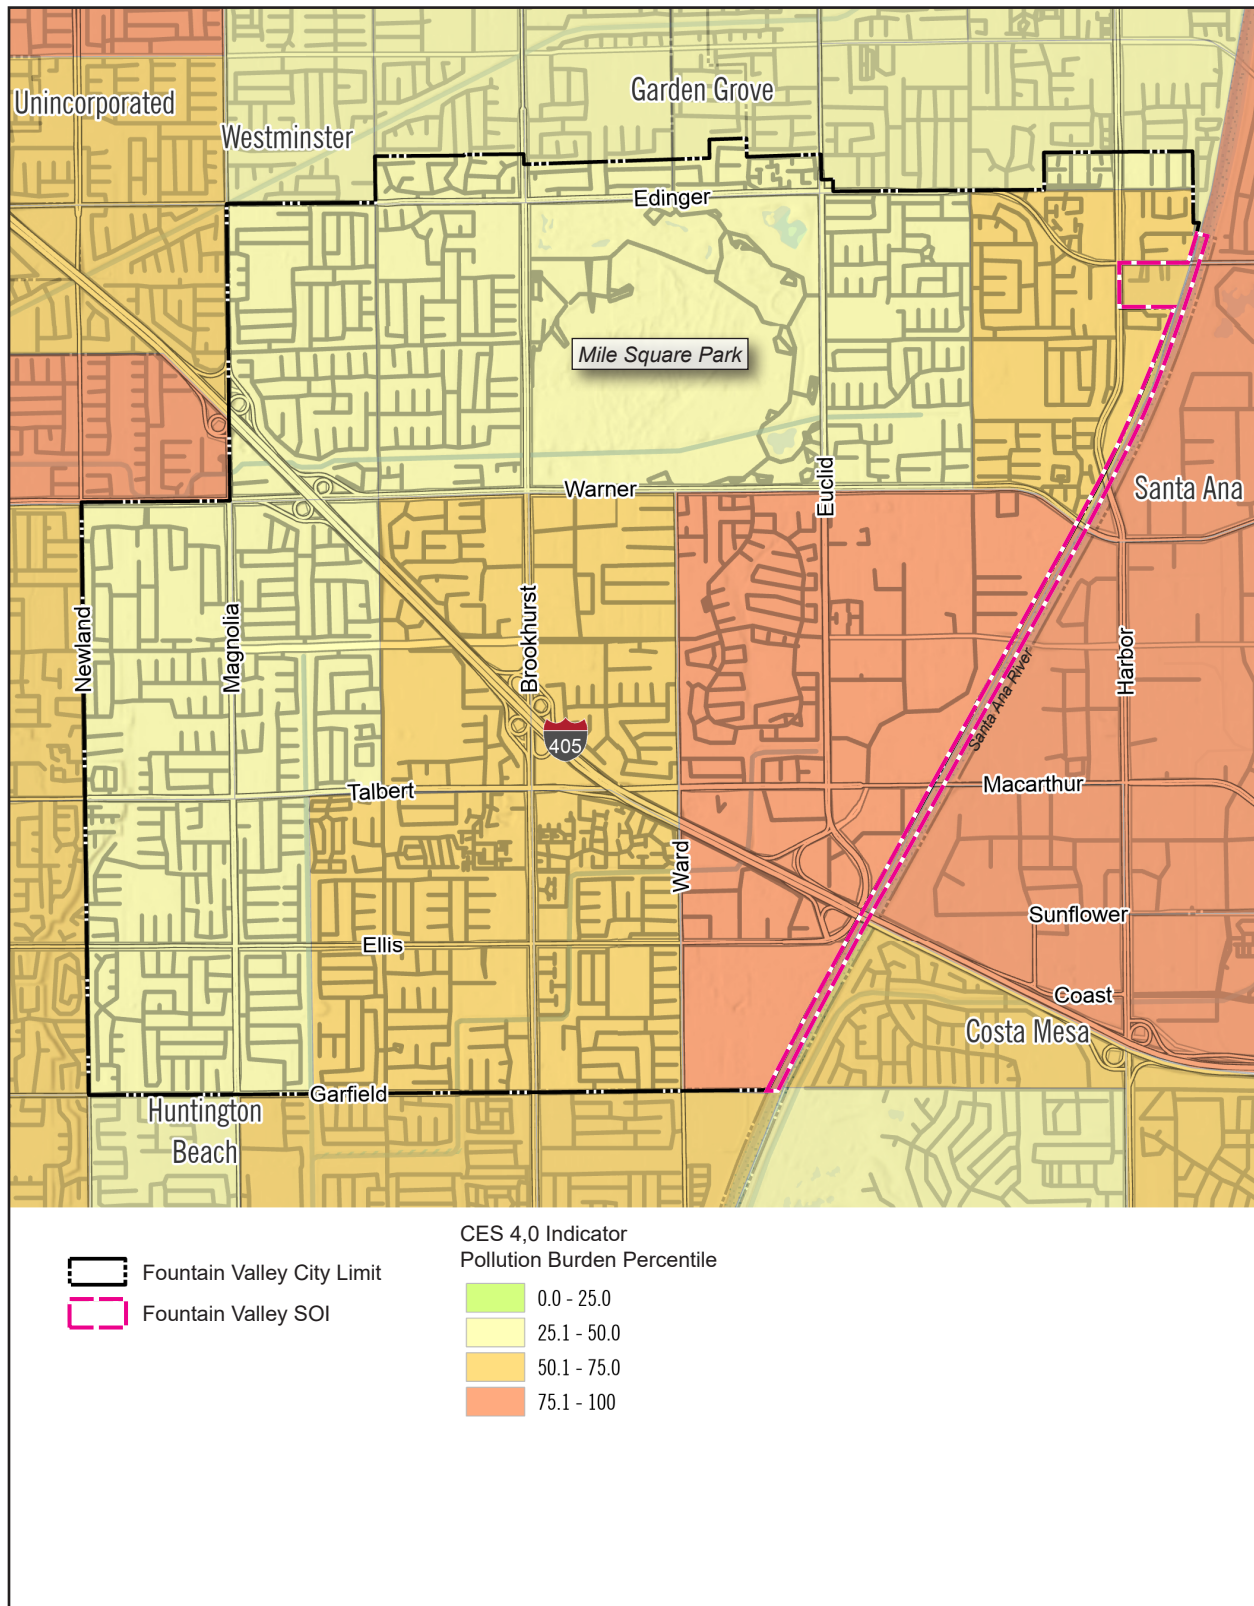 Garden Grove
Unincorporated
Westminster
Edinger
Mile Square Park
Warner
Euclid
Santa Ana
Newland
Magnolia
Brookhurst
Harbor
Santa Ana River
405
Talbert
Macarthur
Ward
Sunflower
Ellis
Coast
Costa Mesa
Garfield
Huntington
Beach
CES 4,0 Indicator
Pollution Burden Percentile
Fountain Valley City Limit
Fountain Valley SOI
0.0 - 25.0
25.1 - 50.0
50.1 - 75.0
75.1 - 100